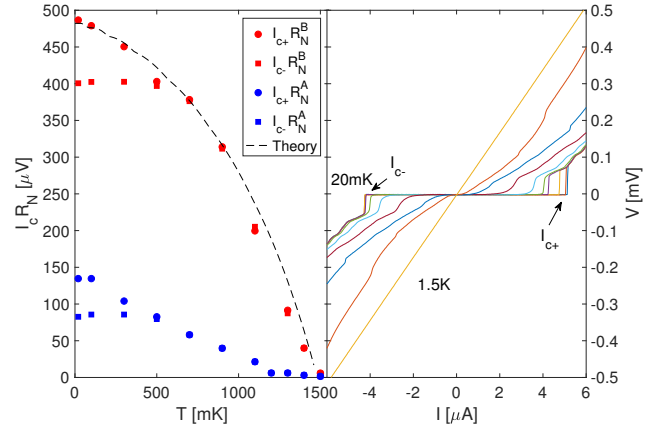 500
450
400
350
300
250
200
150
100
50
0
I_c R_N [μV]
0
500
1000
1500
T [mK]
I_{c+} R_N^B
I_{c-} R_N^B
I_{c+} R_N^A
I_{c-} R_N^A
Theory
20mK
I_{c-}
I_{c+}
1.5K
-4
-2
0
2
4
6
I [μA]
0.5
0.4
0.3
0.2
0.1
0
-0.1
-0.2
-0.3
-0.4
-0.5
V [mV]